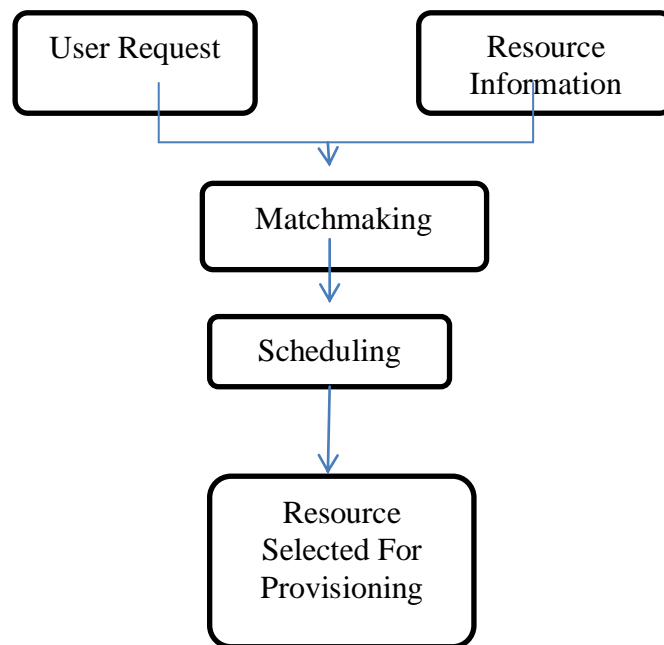 User Request
Resource
Information
Matchmaking
Scheduling
Resource
Selected For
Provisioning